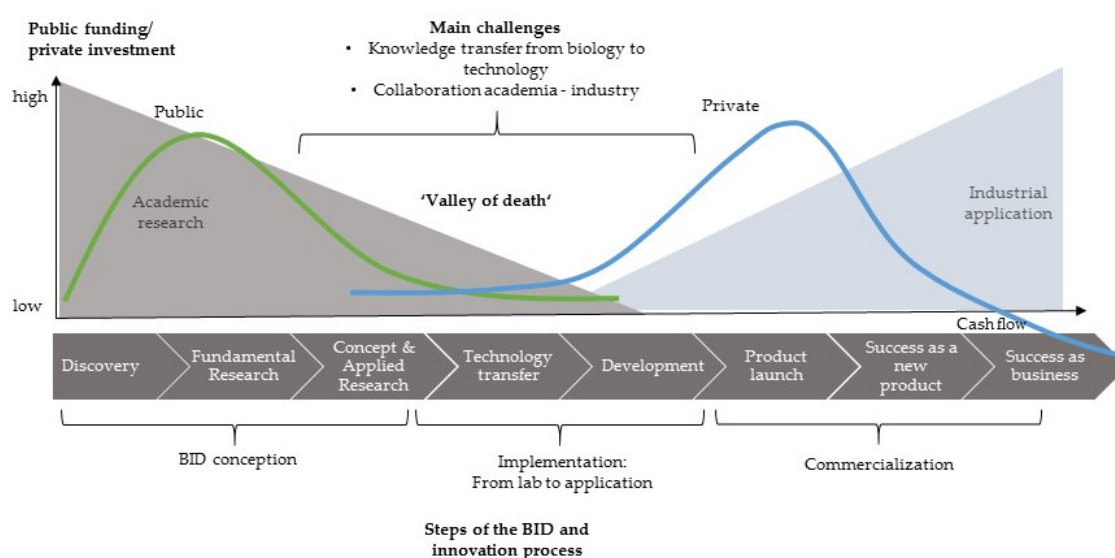 Public funding/
private investment
Main challenges
• Knowledge transfer from biology to
technology
• Collaboration academia - industry
high
Public
Private
Academic
research
'Valley of death'
Industrial
application
low
Cash flow
Discovery
Fundamental
Research
Concept &
Applied
Research
Technology
transfer
Development
Product
launch
Success as a
new
product
Success as
business
BID conception
Implementation:
From lab to application
Commercialization
Steps of the BID and
innovation process